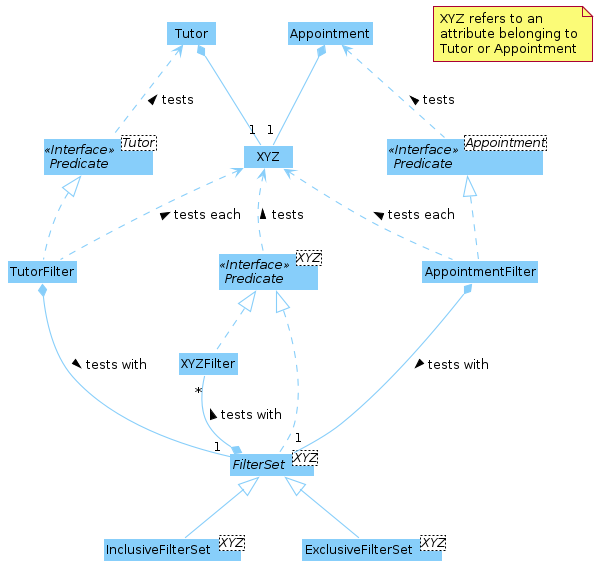 XYZ refers to an
attribute belonging to
Tutor or Appointment
Tutor
Appointment
tests
tests
1
1
«Interface»
Predicate
Tutor
XYZ
«Interface»
Predicate
Appointment
tests each
tests
tests each
TutorFilter
«Interface»
Predicate
XYZ
AppointmentFilter
tests with
XYZFilter
tests with
*
tests with
1
1
FilterSet
XYZ
InclusiveFilterSet
XYZ
ExclusiveFilterSet
XYZ